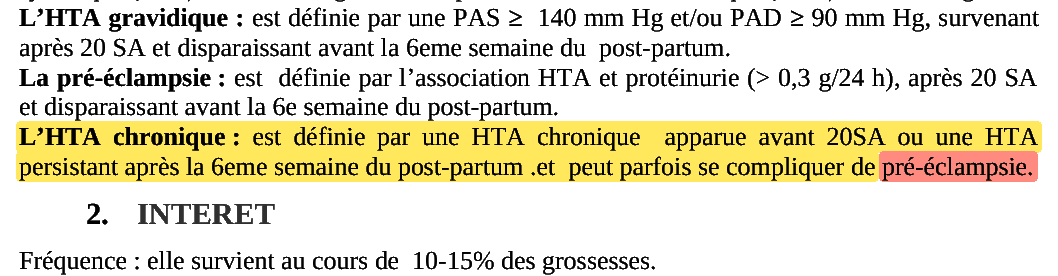 L’HTA gravidique : est définie par une PAS ≥ 140 mm Hg et/ou PAD ≥ 90 mm Hg, survenant
après 20 SA et disparaissant avant la 6eme semaine du post-partum.
La pré-éclampsie : est définie par l’association HTA et protéinurie (> 0,3 g/24 h), après 20 SA
et disparaissant avant la 6e semaine du post-partum.
L’HTA chronique : est définie par une HTA chronique apparue avant 20SA ou une HTA
persistant après la 6eme semaine du post-partum .et peut parfois se compliquer de pré-éclampsie.
2. INTERET
Fréquence : elle survient au cours de 10-15% des grossesses.